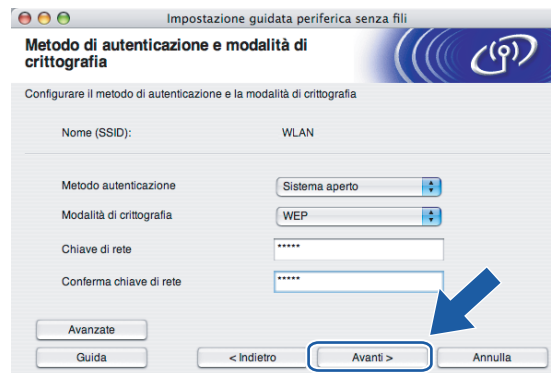 Impostazione guidata periferica senza fili
Metodo di autenticazione e modalità di
crittografia
Configurare il metodo di autenticazione e la modalità di crittografia
Nome (SSID): WLAN
Metodo autenticazione Sistema aperto
Modalità di crittografia WEP
Chiave di rete *****
Conferma chiave di rete *****
Avanzate
Guida < Indietro Avanti > Annulla